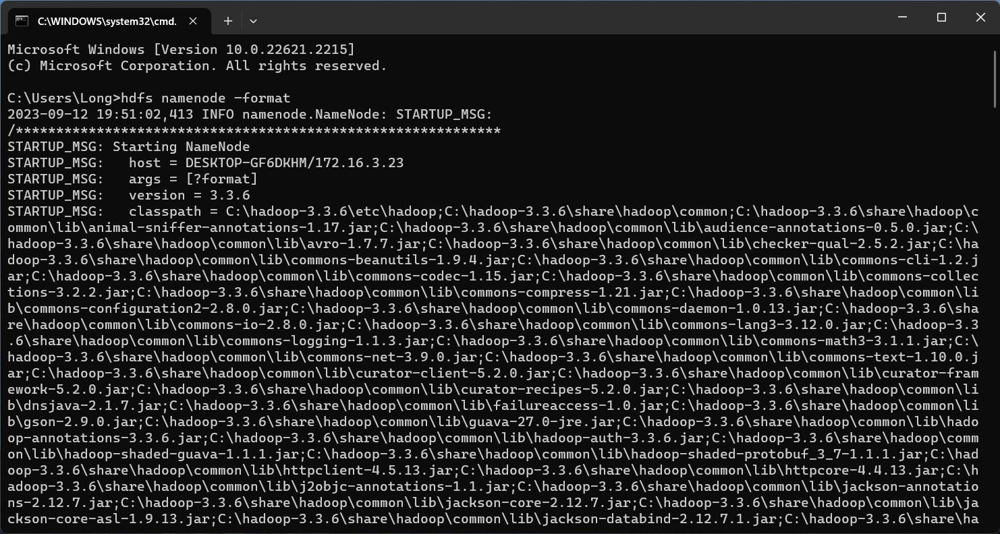 C:\WINDOWS\system32\cmd.
Microsoft Windows [Version 10.0.22621.2215]
(c) Microsoft Corporation. All rights reserved.
C:\Users\Long>hdfs namenode –format
2023-09-12 19:51:02,413 INFO namenode.NameNode: STARTUP_MSG:
/************************************************************
STARTUP_MSG: Starting NameNode
STARTUP_MSG:   host = DESKTOP-GF6DKHM/172.16.3.23
STARTUP_MSG:   args = [?format]
STARTUP_MSG:   version = 3.3.6
STARTUP_MSG:   classpath = C:\hadoop-3.3.6\etc\hadoop;C:\hadoop-3.3.6\share\hadoop\common;C:\hadoop-3.3.6\share\hadoop\c
ommon\lib\animal-sniffer-annotations-1.17.jar;C:\hadoop-3.3.6\share\hadoop\common\lib\audience-annotations-0.5.0.jar;C:\
hadoop-3.3.6\share\hadoop\common\lib\avro-1.7.7.jar;C:\hadoop-3.3.6\share\hadoop\common\lib\checker-qual-2.5.2.jar;C:\ha
doop-3.3.6\share\hadoop\common\lib\commons-beanutils-1.9.4.jar;C:\hadoop-3.3.6\share\hadoop\common\lib\commons-cli-1.2.j
ar;C:\hadoop-3.3.6\share\hadoop\common\lib\commons-codec-1.15.jar;C:\hadoop-3.3.6\share\hadoop\common\lib\commons-collec
tions-3.2.2.jar;C:\hadoop-3.3.6\share\hadoop\common\lib\commons-compress-1.21.jar;C:\hadoop-3.3.6\share\hadoop\common\li
b\commons-configuration2-2.8.0.jar;C:\hadoop-3.3.6\share\hadoop\common\lib\commons-daemon-1.0.13.jar;C:\hadoop-3.3.6\sha
re\hadoop\common\lib\commons-io-2.8.0.jar;C:\hadoop-3.3.6\share\hadoop\common\lib\commons-lang3-3.12.0.jar;C:\hadoop-3.3
.6\share\hadoop\common\lib\commons-logging-1.1.3.jar;C:\hadoop-3.3.6\share\hadoop\common\lib\commons-math3-3.1.1.jar;C:\
hadoop-3.3.6\share\hadoop\common\lib\commons-net-3.9.0.jar;C:\hadoop-3.3.6\share\hadoop\common\lib\commons-text-1.10.0.j
ar;C:\hadoop-3.3.6\share\hadoop\common\lib\curator-client-5.2.0.jar;C:\hadoop-3.3.6\share\hadoop\common\lib\curator-fram
ework-5.2.0.jar;C:\hadoop-3.3.6\share\hadoop\common\lib\curator-recipes-5.2.0.jar;C:\hadoop-3.3.6\share\hadoop\common\li
b\dnsjava-2.1.7.jar;C:\hadoop-3.3.6\share\hadoop\common\lib\failureaccess-1.0.jar;C:\hadoop-3.3.6\share\hadoop\common\li
b\gson-2.9.0.jar;C:\hadoop-3.3.6\share\hadoop\common\lib\guava-27.0-jre.jar;C:\hadoop-3.3.6\share\hadoop\common\lib\hado
op-annotations-3.3.6.jar;C:\hadoop-3.3.6\share\hadoop\common\lib\hadoop-auth-3.3.6.jar;C:\hadoop-3.3.6\share\hadoop\comm
on\lib\hadoop-shaded-guava-1.1.1.jar;C:\hadoop-3.3.6\share\hadoop\common\lib\hadoop-shaded-protobuf_3_7-1.1.1.jar;C:\had
oop-3.3.6\share\hadoop\common\lib\httpclient-4.5.13.jar;C:\hadoop-3.3.6\share\hadoop\common\lib\httpcore-4.4.13.jar;C:\h
adoop-3.3.6\share\hadoop\common\lib\j2objc-annotations-1.1.jar;C:\hadoop-3.3.6\share\hadoop\common\lib\jackson-annotatio
ns-2.12.7.jar;C:\hadoop-3.3.6\share\hadoop\common\lib\jackson-core-2.12.7.jar;C:\hadoop-3.3.6\share\hadoop\common\lib\ja
ckson-core-asl-1.9.13.jar;C:\hadoop-3.3.6\share\hadoop\common\lib\jackson-databind-2.12.7.1.jar;C:\hadoop-3.3.6\share\ha